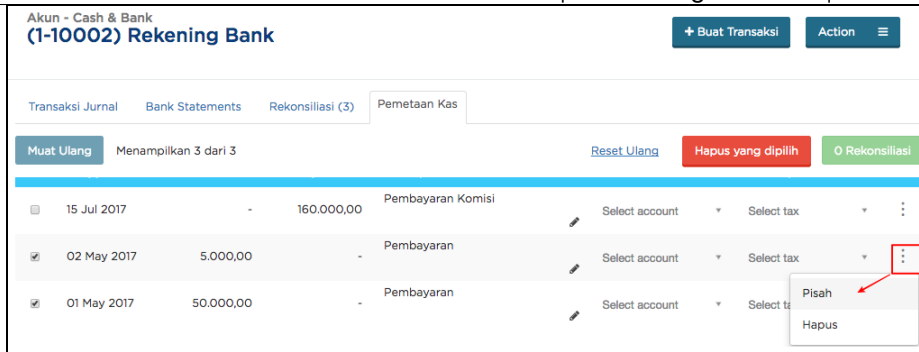 Akun - Cash & Bank
(1-10002) Rekening Bank
+ Buat Transaksi
Action
Transaksi Jurnal
Bank Statements
Rekonsiliasi (3)
Pemetaan Kas
Muat Ulang
Menampilkan 3 dari 3
Reset Ulang
Hapus yang dipilih
0 Rekonsiliasi
15 Jul 2017 - 160.000,00 Pembayaran Komisi Select account Select tax
02 May 2017 5.000,00 - Pembayaran Select account Select tax
01 May 2017 50.000,00 - Pembayaran Select account Select ta
Pisah
Hapus